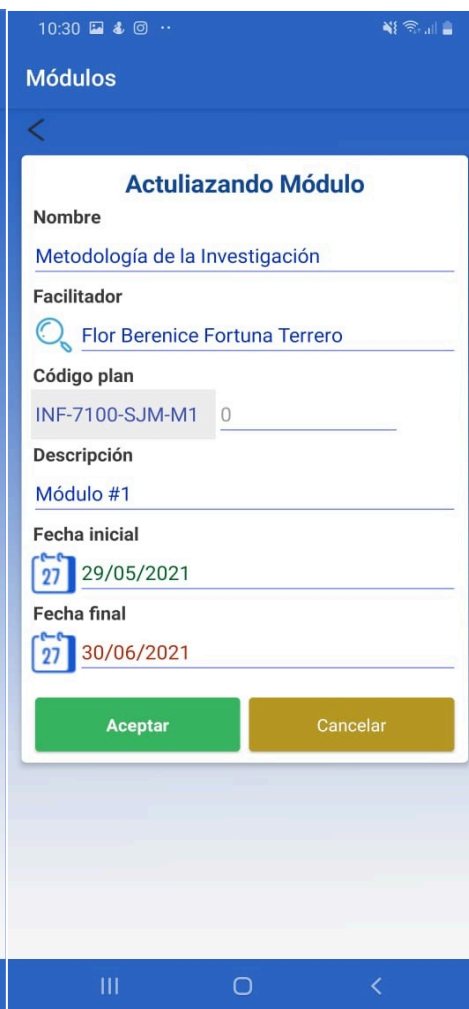 10:30
Módulos
Actuliazando Módulo
Nombre
Metodología de la Investigación
Facilitador
Flor Berenice Fortuna Terrero
Código plan
INF-7100-SJM-M1 0
Descripción
Módulo #1
Fecha inicial
27 29/05/2021
Fecha final
27 30/06/2021
Aceptar Cancelar